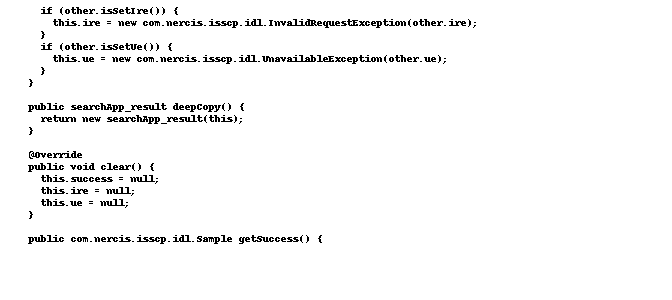 if (other.isSetIre()) {
this.ire = new com.nercis.isscp.idl.InvalidRequestException(other.ire);
}
if (other.isSetUe()) {
this.ue = new com.nercis.isscp.idl.UnavailableException(other.ue);
}
}
public searchApp_result deepCopy() {
return new searchApp_result(this);
}
@Override
public void clear() {
this.success = null;
this.ire = null;
this.ue = null;
}
public com.nercis.isscp.idl.Sample getSuccess() {